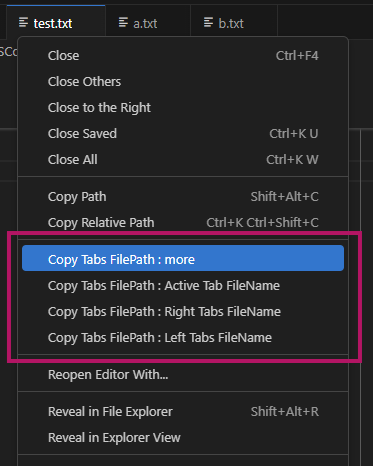 test.txt a.txt b.txt
SCo
Close Ctrl+F4
Close Others
Close to the Right
Close Saved Ctrl+K U
Close All Ctrl+K W
Copy Path Shift+Alt+C
Copy Relative Path Ctrl+K Ctrl+Shift+C
Copy Tabs FilePath : more
Copy Tabs FilePath : Active Tab FileName
Copy Tabs FilePath : Right Tabs FileName
Copy Tabs FilePath : Left Tabs FileName
Reopen Editor With...
Reveal in File Explorer Shift+Alt+R
Reveal in Explorer View